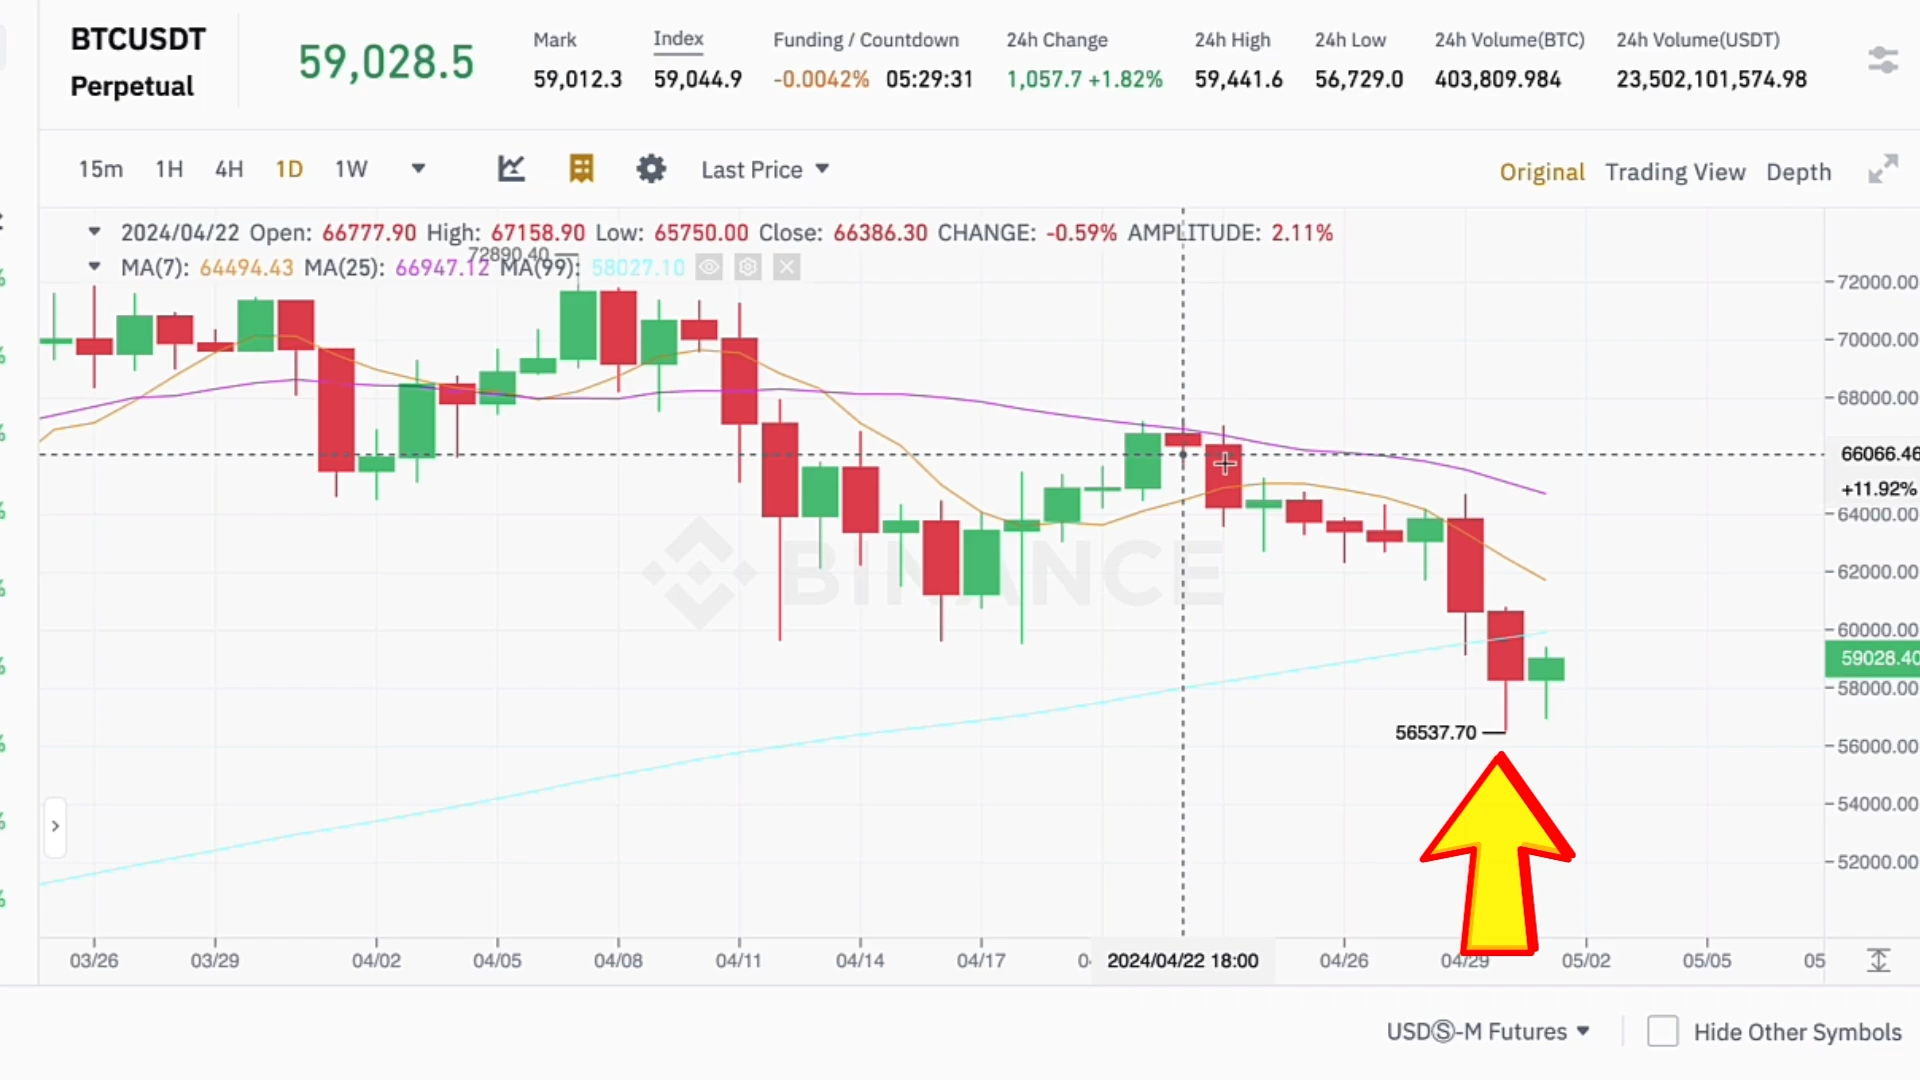 BTCUSDT
Perpetual
59,028.5
Mark
59,012.3
Index
59,044.9
Funding / Countdown
-0.0042% 05:29:31
24h Change
1,057.7 +1.82%
24h High
59,441.6
24h Low
56,729.0
24h Volume(BTC)
403,809.984
24h Volume(USDT)
23,502,101,574.98
15m 1H 4H 1D 1W
Last Price
Original Trading View Depth
2024/04/22 Open: 66777.90 High: 67158.90 Low: 65750.00 Close: 66386.30 CHANGE: -0.59% AMPLITUDE: 2.11%
72890.40
MA(7): 64494.43 MA(25): 66947.12 MA(99): 58027.10
72000.00
70000.00
68000.00
66066.46
+11.92%
64000.00
62000.00
60000.00
59028.40
58000.00
56000.00
54000.00
52000.00
BINANCE
56537.70
03/26 03/29 04/02 04/05 04/08 04/11 04/14 04/17 2024/04/22 18:00 04/26 04/29 05/02 05/05 05
USDⓈ-M Futures
Hide Other Symbols